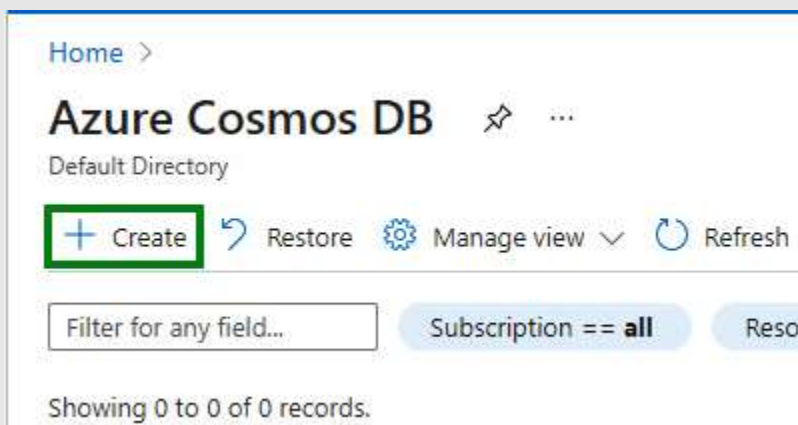 Home >
Azure Cosmos DB ...
Default Directory
+ Create Restore Manage view Refresh
Filter for any field... Subscription == all Reso
Showing 0 to 0 of 0 records.